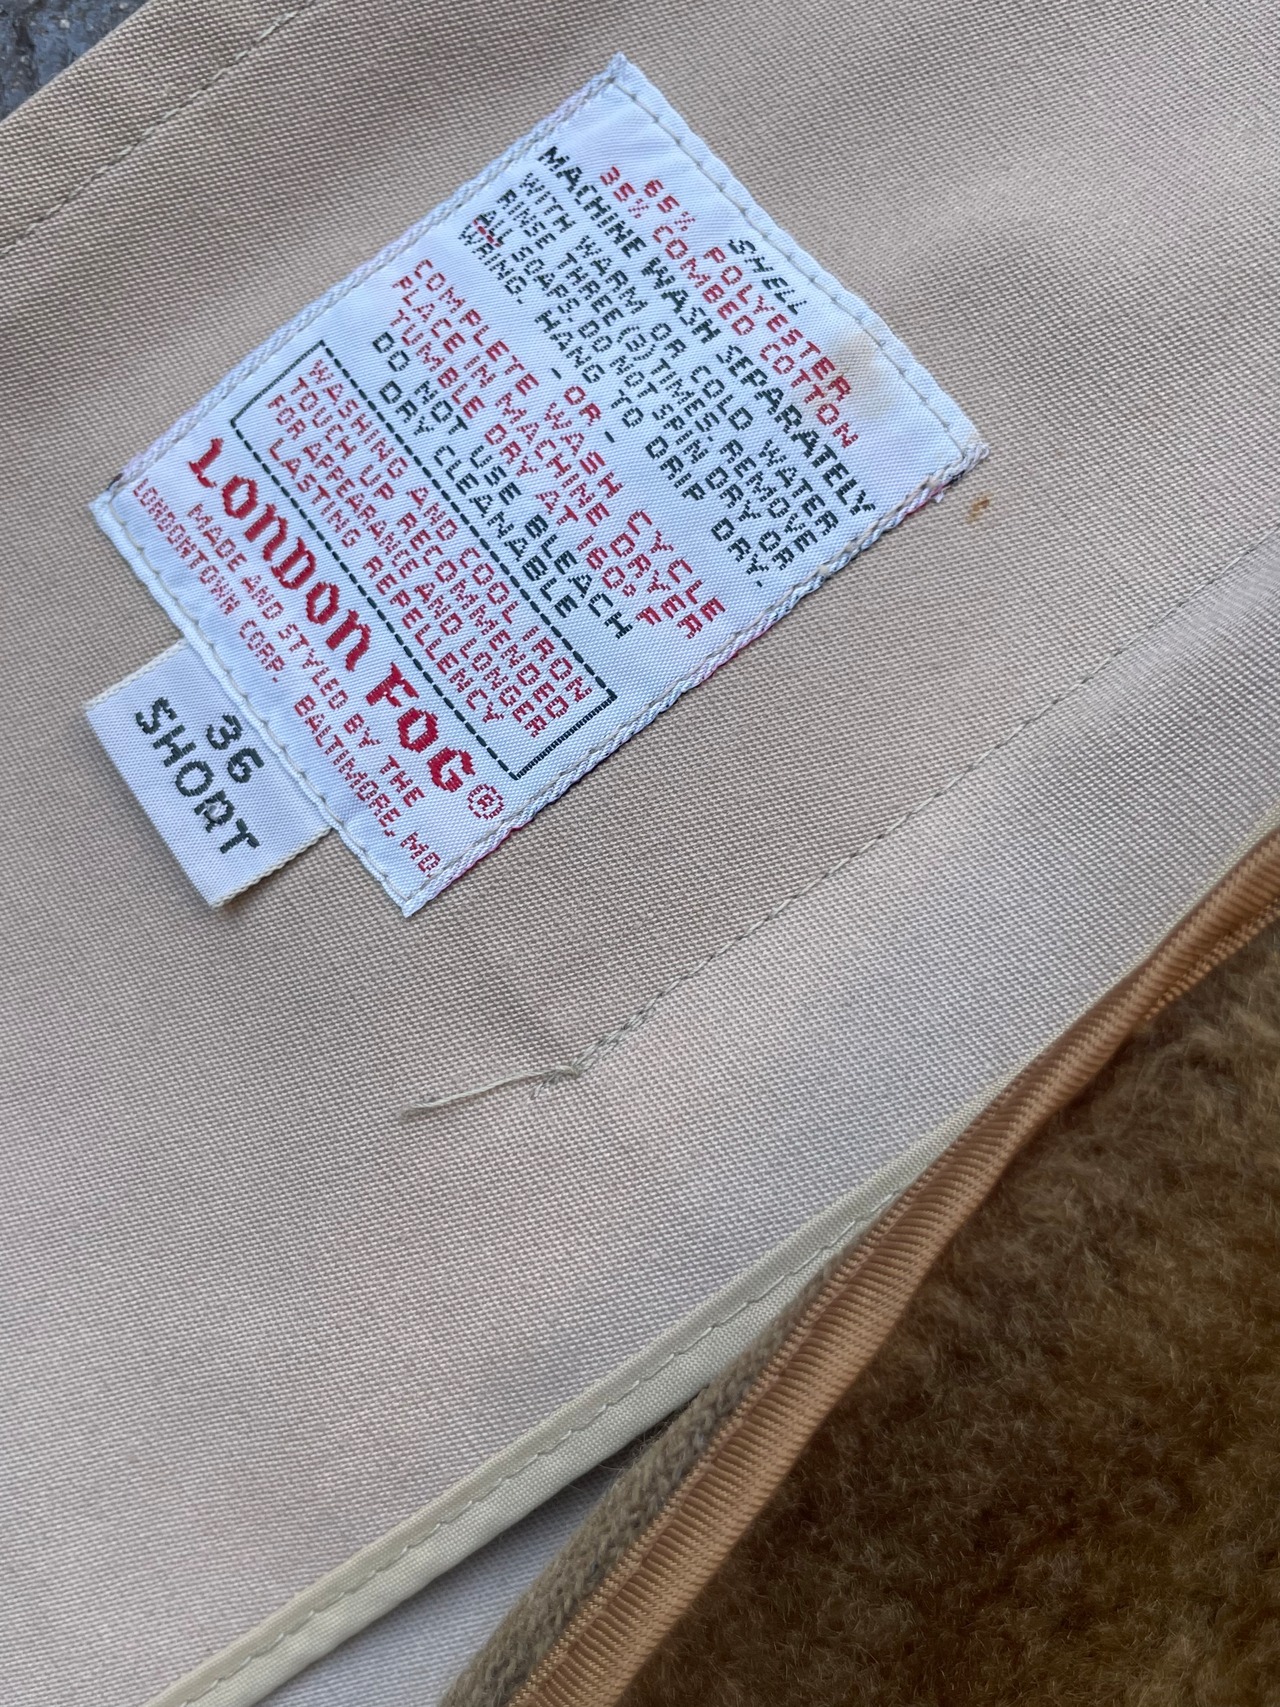 SHELL
65% POLYESTER
35% COMBED COTTON
MACHINE WASH SEPARATELY
WITH WARM OR COLD WATER
RINSE THREE (3) TIMES. REMOVE
ALL SOAPS. DO NOT SPIN DRY OR
WRING. HANG TO DRIP DRY.
- OR -
COMPLETE WASH CYCLE
PLACE IN MACHINE DRYER
TUMBLE DRY AT 160° F
DO NOT USE BLEACH
DRY CLEANABLE
WASHING AND COOL IRON
TOUCH UP RECOMMENDED
FOR APPEARANCE AND LONGER
LASTING REPELLENCY
LONDON FOG®
MADE AND STYLED BY THE
LONDONTOWN CORP. BALTIMORE, MD.
36
SHORT